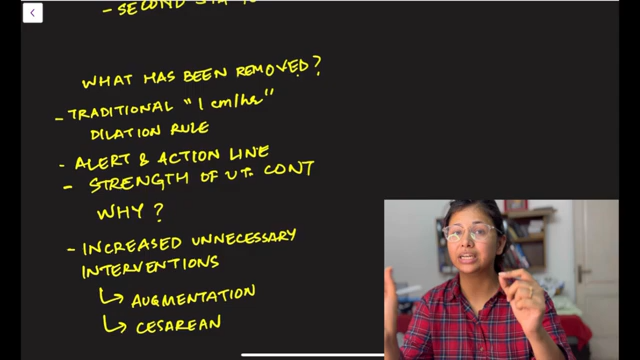 - SECOND
WHAT HAS BEEN REMOVED?
- TRADITIONAL "1 cm/hr"
DILATION RULE
- ALERT & ACTION LINE
- STRENGTH OF UT. CONT
WHY?
- INCREASED UNNECESSARY
INTERVENTIONS
↳ AUGMENTATION
↳ CESAREAN